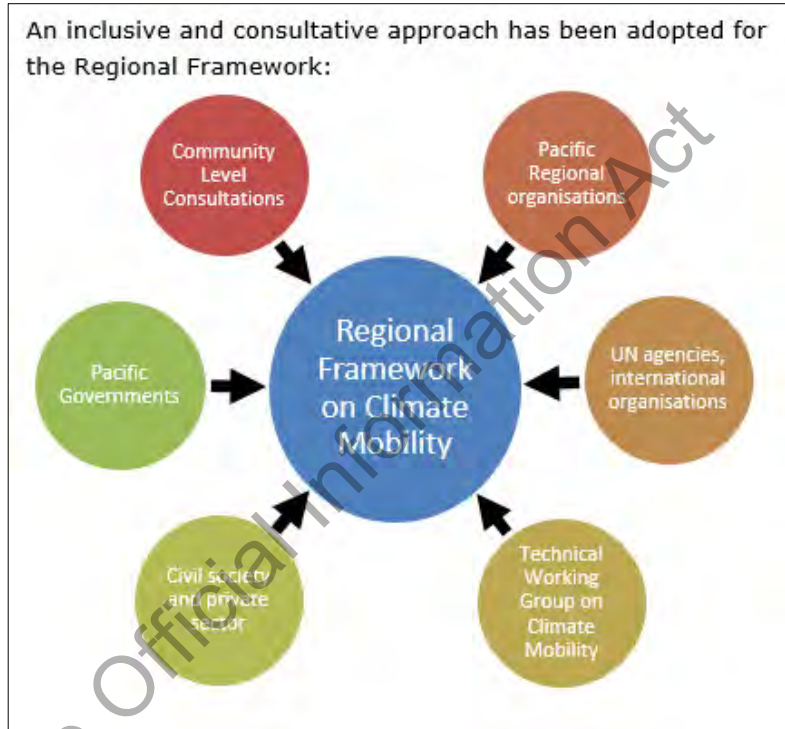 An inclusive and consultative approach has been adopted for
the Regional Framework:
Community
Level
Consultations
Pacific
Regional
organisations
Regional
Framework
on Climate
Mobility
Pacific
Governments
UN agencies,
international
organisations
Civil society
and private
sector
Technical
Working
Group on
Climate
Mobility
Official Information Act